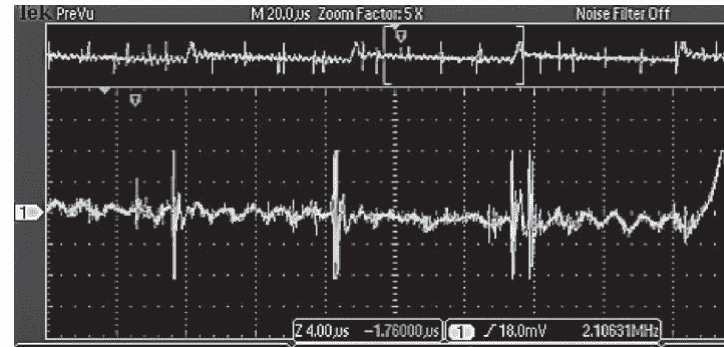 Tek PreVu M 20.0µs Zoom Factor: 5 X Noise Filter Off
1
Z 4.00µs -1.76000µs 1 ∫ 18.0mV 2.10631MHz